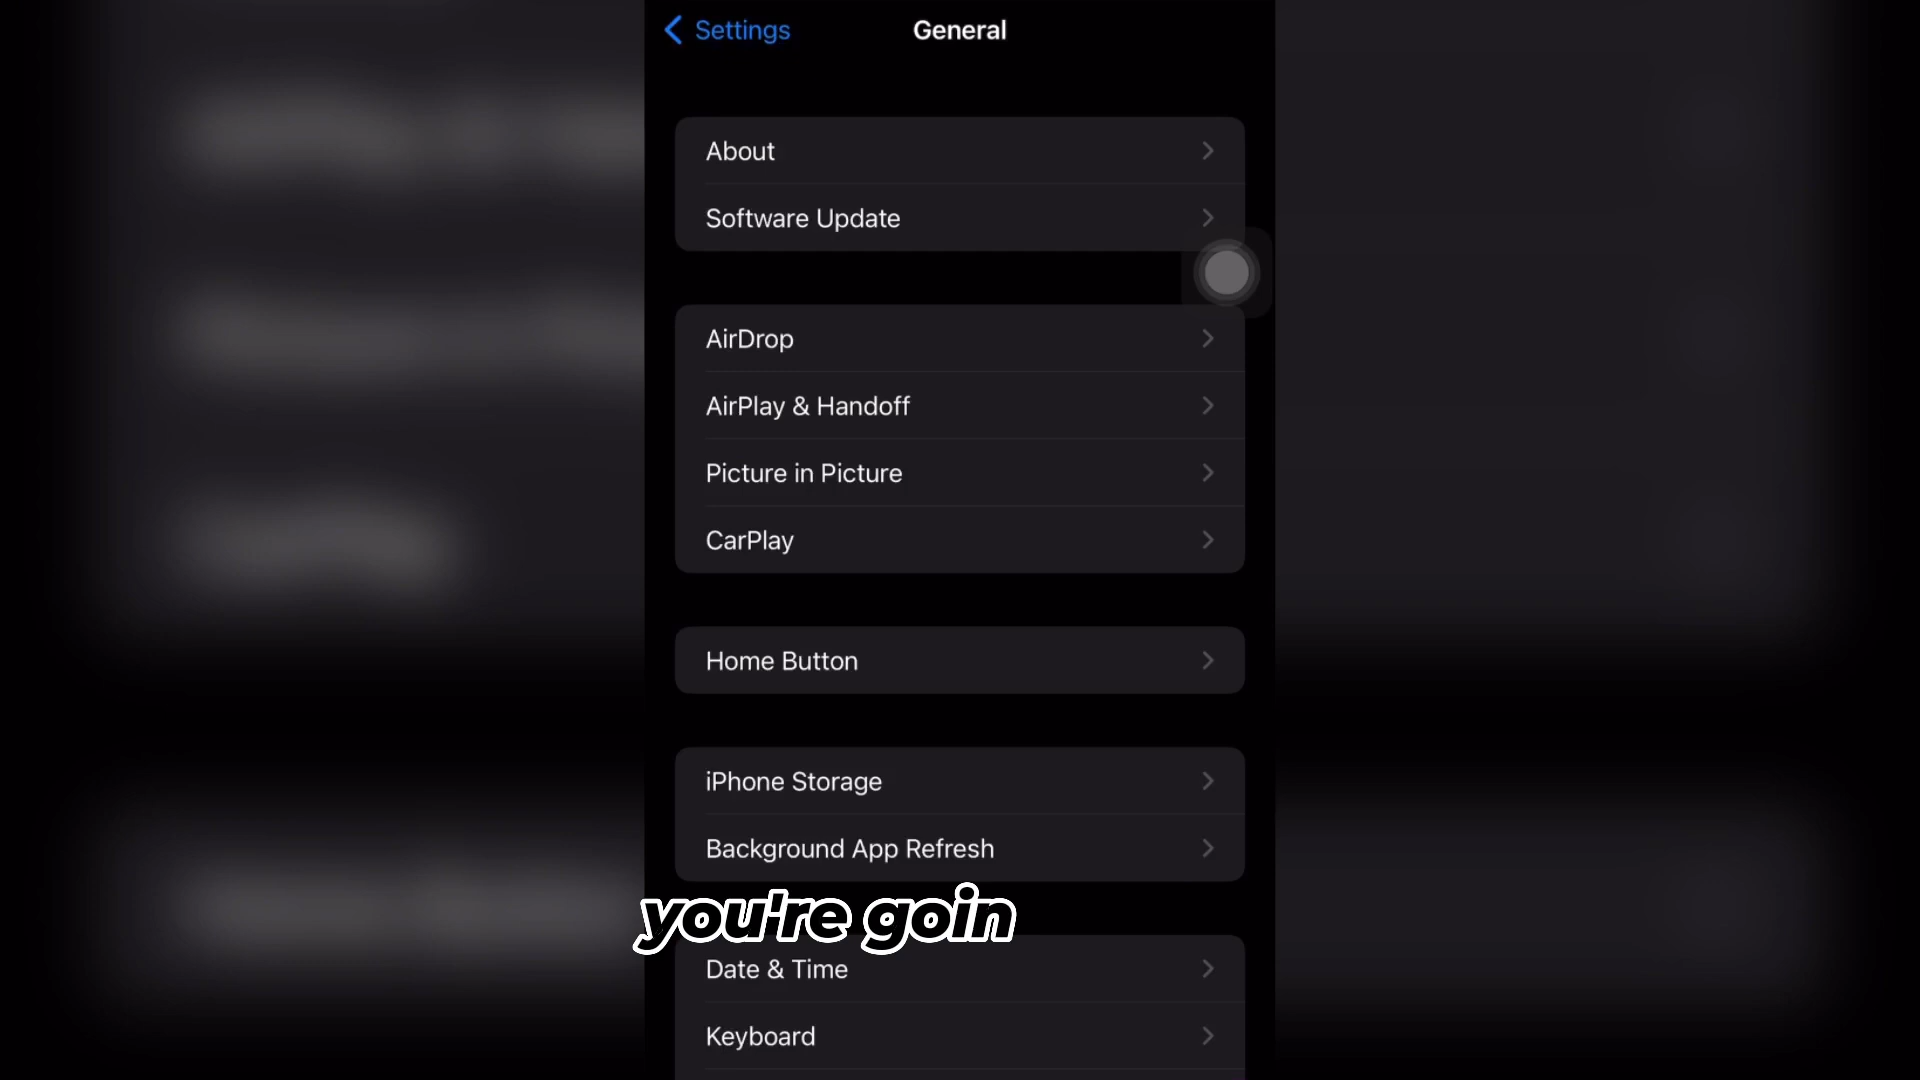 Settings
General
About
Software Update
AirDrop
AirPlay & Handoff
Picture in Picture
CarPlay
Home Button
iPhone Storage
Background App Refresh
you're goin
Date & Time
Keyboard